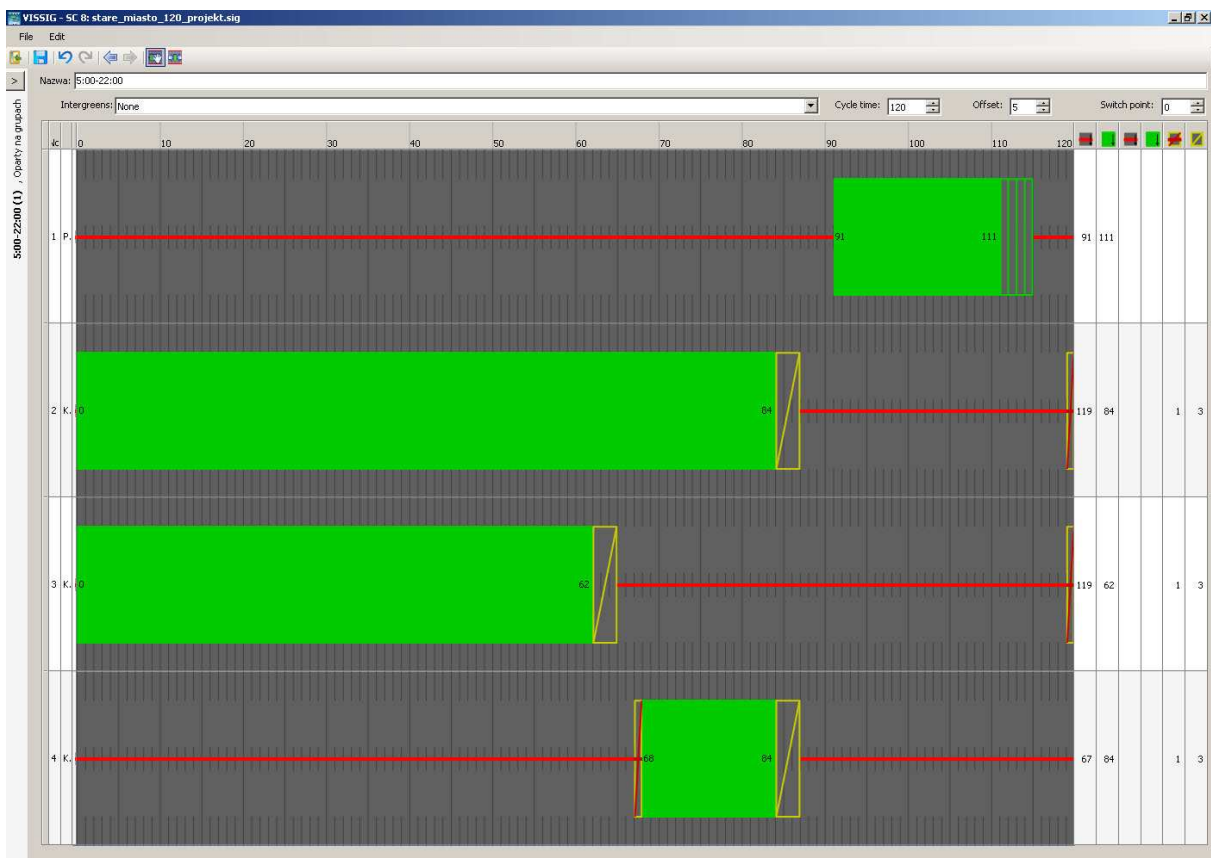 VISSIG - SC 8: stare_miasto_120_projekt.sig
File Edit
> Nazwa: 5:00-22:00
Intergreens: None Cycle time: 120 Offset: 5 Switch point: 0
5:00-22:00 (1) , Oparty na grupach
0 10 20 30 40 50 60 70 80 90 100 110 120
1 P. 91 111 91 111
2 K. 0 84 119 84 1 3
3 K. 0 62 119 62 1 3
4 K. 68 84 67 84 1 3